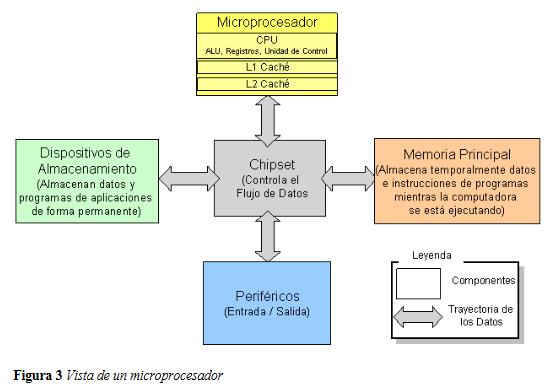 Microprocesador
CPU
ALU, Registros, Unidad de Control
L1 Caché
L2 Caché
Dispositivos de
Almacenamiento
(Almacenan datos y
programas de aplicaciones
de forma permanente)
Chipset
(Controla el
Flujo de Datos
Memoria Principal
(Almacena temporalmente datos
e instrucciones de programas
mientras la computadora
se está ejecutando)
Periféricos
(Entrada / Salida)
Leyenda
Componentes
Trayectoria de
los Datos
Figura 3 Vista de un microprocesador